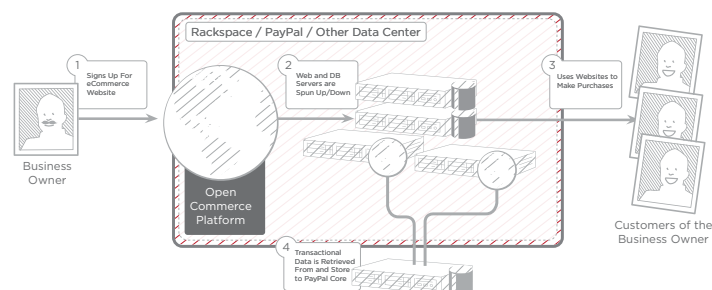 Rackspace / PayPal / Other Data Center
1
Signs Up For
eCommerce
Website
2
Web and DB
Servers are
Spun Up/Down
3
Uses Websites to
Make Purchases
Business
Owner
Open
Commerce
Platform
Customers of the
Business Owner
4
Transactional
Data is Retrieved
From and Store
to PayPal Core